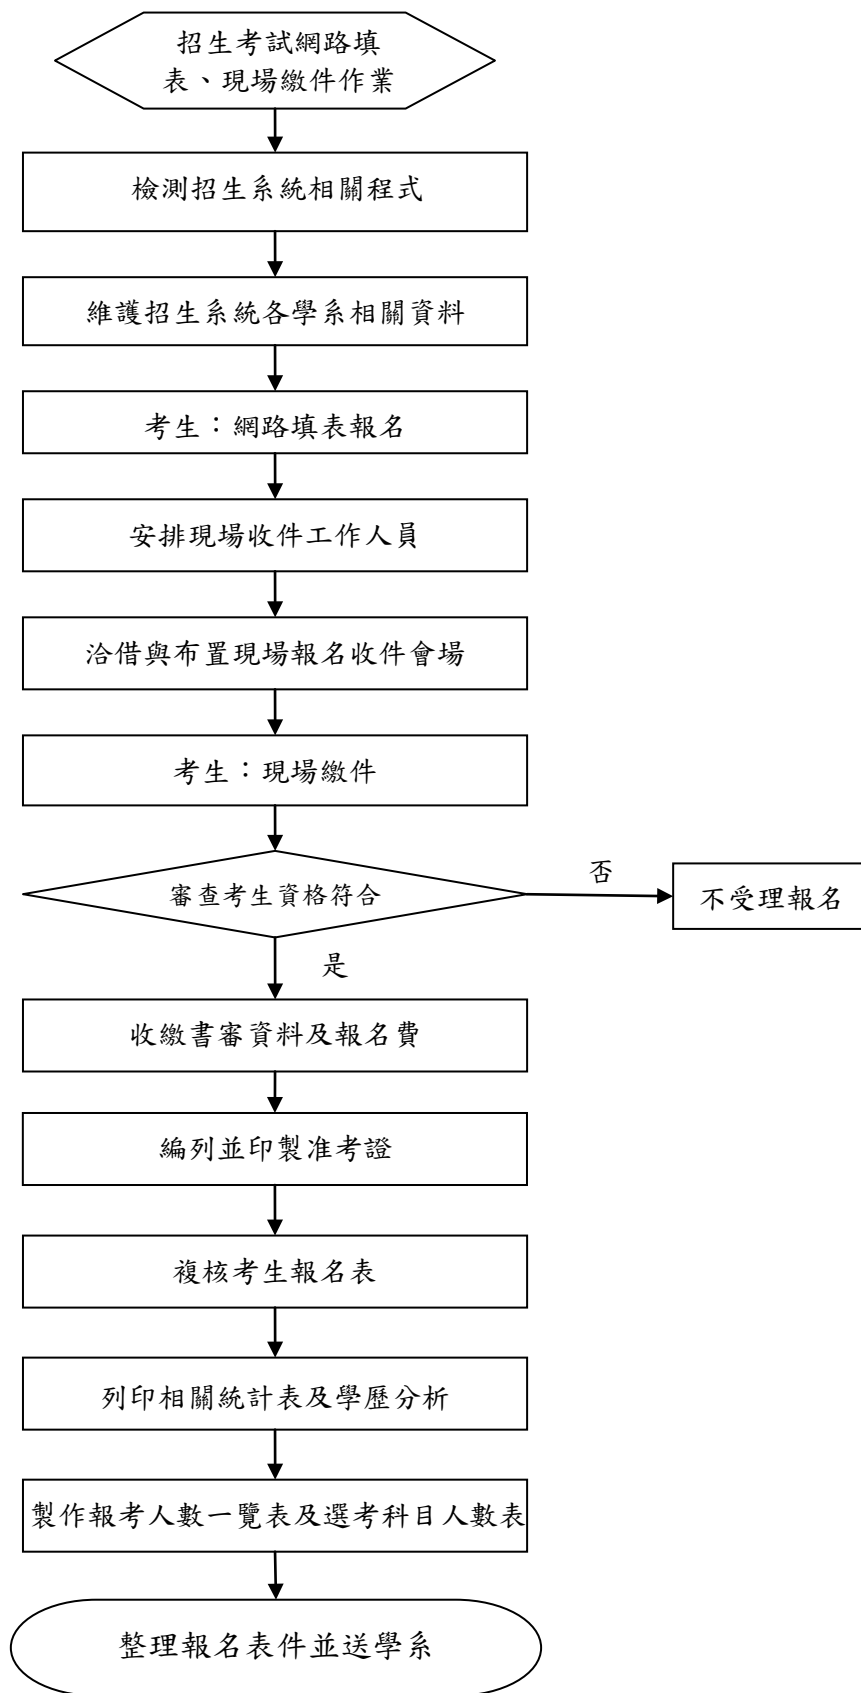 招生考試網路填
表、現場繳件作業
檢測招生系統相關程式
維護招生系統各學系相關資料
考生：網路填表報名
安排現場收件工作人員
洽借與布置現場報名收件會場
考生：現場繳件
審查考生資格符合
否
不受理報名
是
收繳書審資料及報名費
編列並印製准考證
複核考生報名表
列印相關統計表及學歷分析
製作報考人數一覽表及選考科目人數表
整理報名表件並送學系